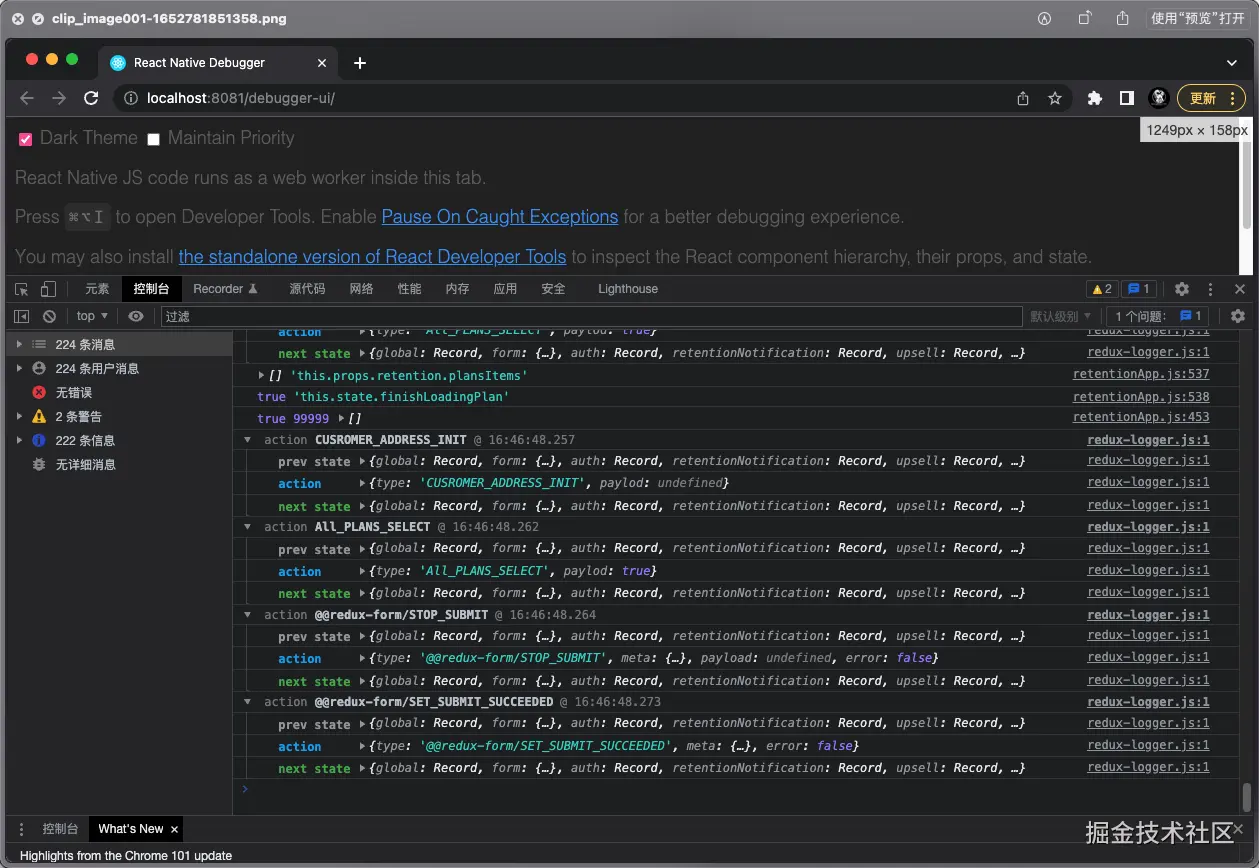 clip_image001-1652781851358.png 使用“预览”打开
React Native Debugger
localhost:8081/debugger-ui/ 更新
Dark Theme Maintain Priority
1249px × 158px
React Native JS code runs as a web worker inside this tab.
Press ⌘⌥I to open Developer Tools. Enable Pause On Caught Exceptions for a better debugging experience.
You may also install the standalone version of React Developer Tools to inspect the React component hierarchy, their props, and state.
元素 控制台 Recorder 源代码 网络 性能 内存 应用 安全 Lighthouse 2 1
top ▼ 过滤 默认级别 ▼ 1 个问题: 1
224 条消息
224 条用户消息
无错误
2 条警告
222 条信息
无详细消息
action ▶{type: 'All_PLANS_SELECT', paylod: true} redux-logger.js:1
next state ▶{global: Record, form: {…}, auth: Record, retentionNotification: Record, upsell: Record, …} redux-logger.js:1
▶[] 'this.props.retention.plansItems' retentionApp.js:537
true 'this.state.finishLoadingPlan' retentionApp.js:538
true 99999 ▶[] retentionApp.js:453
▼ action CUSROMER_ADDRESS_INIT @ 16:46:48.257 redux-logger.js:1
prev state ▶{global: Record, form: {…}, auth: Record, retentionNotification: Record, upsell: Record, …} redux-logger.js:1
action ▶{type: 'CUSROMER_ADDRESS_INIT', paylod: undefined} redux-logger.js:1
next state ▶{global: Record, form: {…}, auth: Record, retentionNotification: Record, upsell: Record, …} redux-logger.js:1
▼ action All_PLANS_SELECT @ 16:46:48.262 redux-logger.js:1
prev state ▶{global: Record, form: {…}, auth: Record, retentionNotification: Record, upsell: Record, …} redux-logger.js:1
action ▶{type: 'All_PLANS_SELECT', paylod: true} redux-logger.js:1
next state ▶{global: Record, form: {…}, auth: Record, retentionNotification: Record, upsell: Record, …} redux-logger.js:1
▼ action @@redux-form/STOP_SUBMIT @ 16:46:48.264 redux-logger.js:1
prev state ▶{global: Record, form: {…}, auth: Record, retentionNotification: Record, upsell: Record, …} redux-logger.js:1
action ▶{type: '@@redux-form/STOP_SUBMIT', meta: {…}, payload: undefined, error: false} redux-logger.js:1
next state ▶{global: Record, form: {…}, auth: Record, retentionNotification: Record, upsell: Record, …} redux-logger.js:1
▼ action @@redux-form/SET_SUBMIT_SUCCEEDED @ 16:46:48.273 redux-logger.js:1
prev state ▶{global: Record, form: {…}, auth: Record, retentionNotification: Record, upsell: Record, …} redux-logger.js:1
action ▶{type: '@@redux-form/SET_SUBMIT_SUCCEEDED', meta: {…}, error: false} redux-logger.js:1
next state ▶{global: Record, form: {…}, auth: Record, retentionNotification: Record, upsell: Record, …} redux-logger.js:1
控制台 What's New ×
掘金技术社区
Highlights from the Chrome 101 update